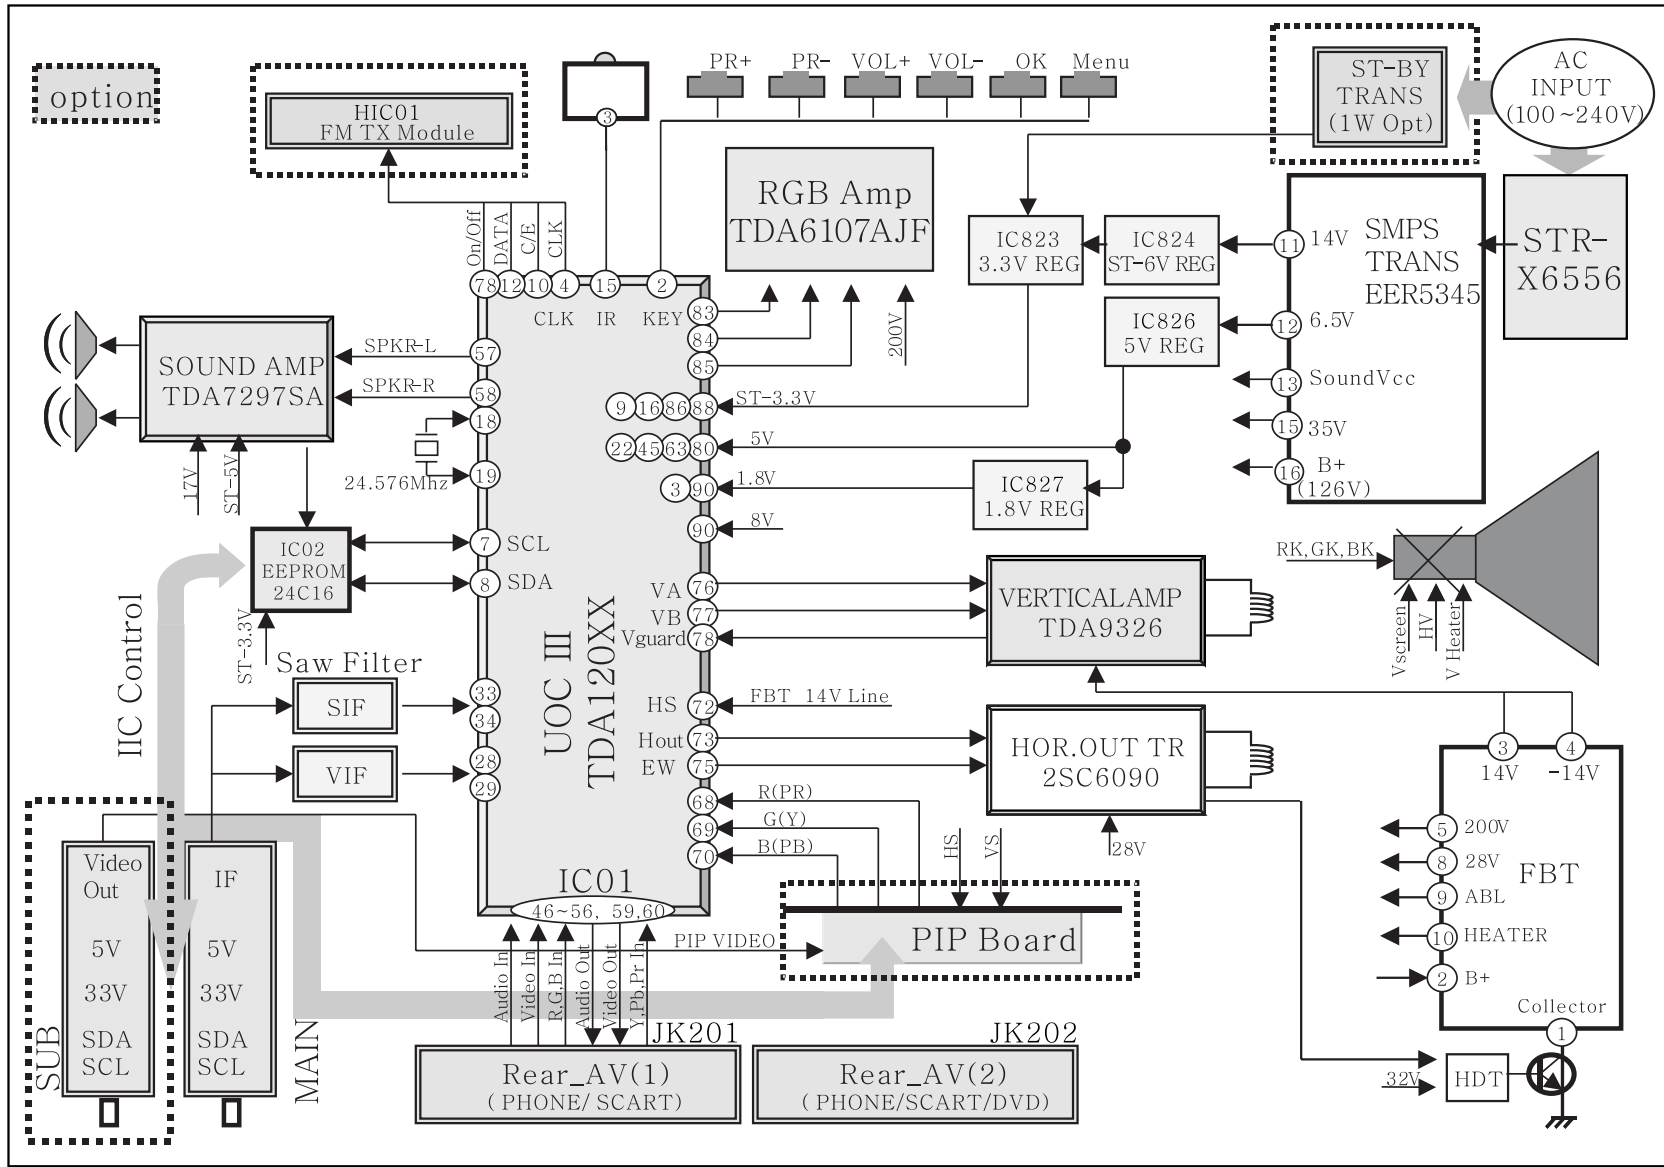 option
HIC01
FM TX Module
3
PR+
PR-
VOL+
VOL-
OK
Menu
ST-BY
TRANS
(1W Opt)
AC
INPUT
(100~240V)
On/Off
DATA
C/E
CLK
RGB Amp
TDA6107AJF
200V
IC823
3.3V REG
IC824
ST-6V REG
IC826
5V REG
IC827
1.8V REG
11
14V
12
6.5V
13
SoundVcc
15
35V
16
B+
(126V)
SMPS
TRANS
EER5345
STR-
X6556
78
12
10
4
15
2
CLK
IR
KEY
83
84
85
9
16
86
88
ST-3.3V
22
45
63
80
5V
3
90
1.8V
90
8V
SOUND AMP
TDA7297SA
17V
ST-5V
SPKR-L
57
SPKR-R
58
18
19
24.576Mhz
IC02
EEPROM
24C16
ST-3.3V
7
SCL
8
SDA
VA
76
VB
77
Vguard
78
VERTICALAMP
TDA9326
RK,GK,BK
Vscreen
HV
V Heater
UOC III
TDA120XX
IIC Control
Saw Filter
SIF
VIF
33
34
28
29
HS
72
FBT 14V Line
Hout
73
EW
75
HOR.OUT TR
2SC6090
28V
68
R(PR)
69
G(Y)
70
B(PB)
HS
VS
PIP Board
PIP VIDEO
IC01
46~56, 59,60
Audio In
Video In
R,G,B In
Audio Out
Video Out
Y,Pb,Pr In
JK201
Rear_AV(1)
( PHONE/ SCART)
JK202
Rear_AV(2)
( PHONE/SCART/DVD)
Video
Out
5V
33V
SDA
SCL
SUB
IF
5V
33V
SDA
SCL
MAIN
3
14V
4
-14V
5
200V
8
28V
9
ABL
10
HEATER
2
B+
FBT
Collector
1
32V
HDT